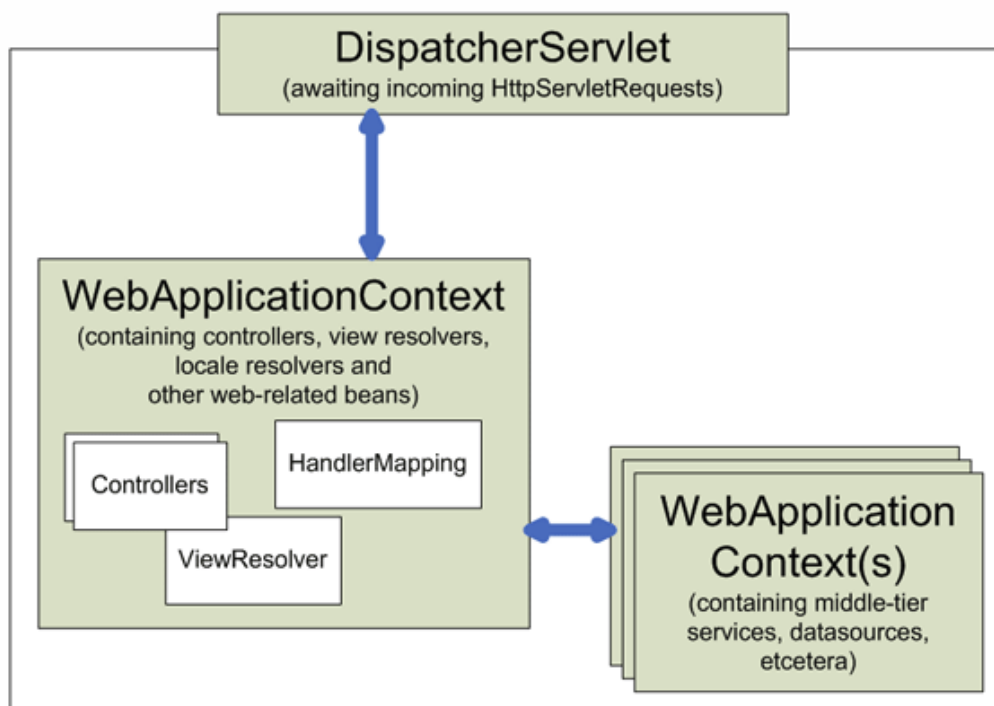 DispatcherServlet
(awaiting incoming HttpServletRequests)
WebApplicationContext
(containing controllers, view resolvers,
locale resolvers and
other web-related beans)
Controllers
HandlerMapping
ViewResolver
WebApplication
Context(s)
(containing middle-tier
services, datasources,
etcetera)